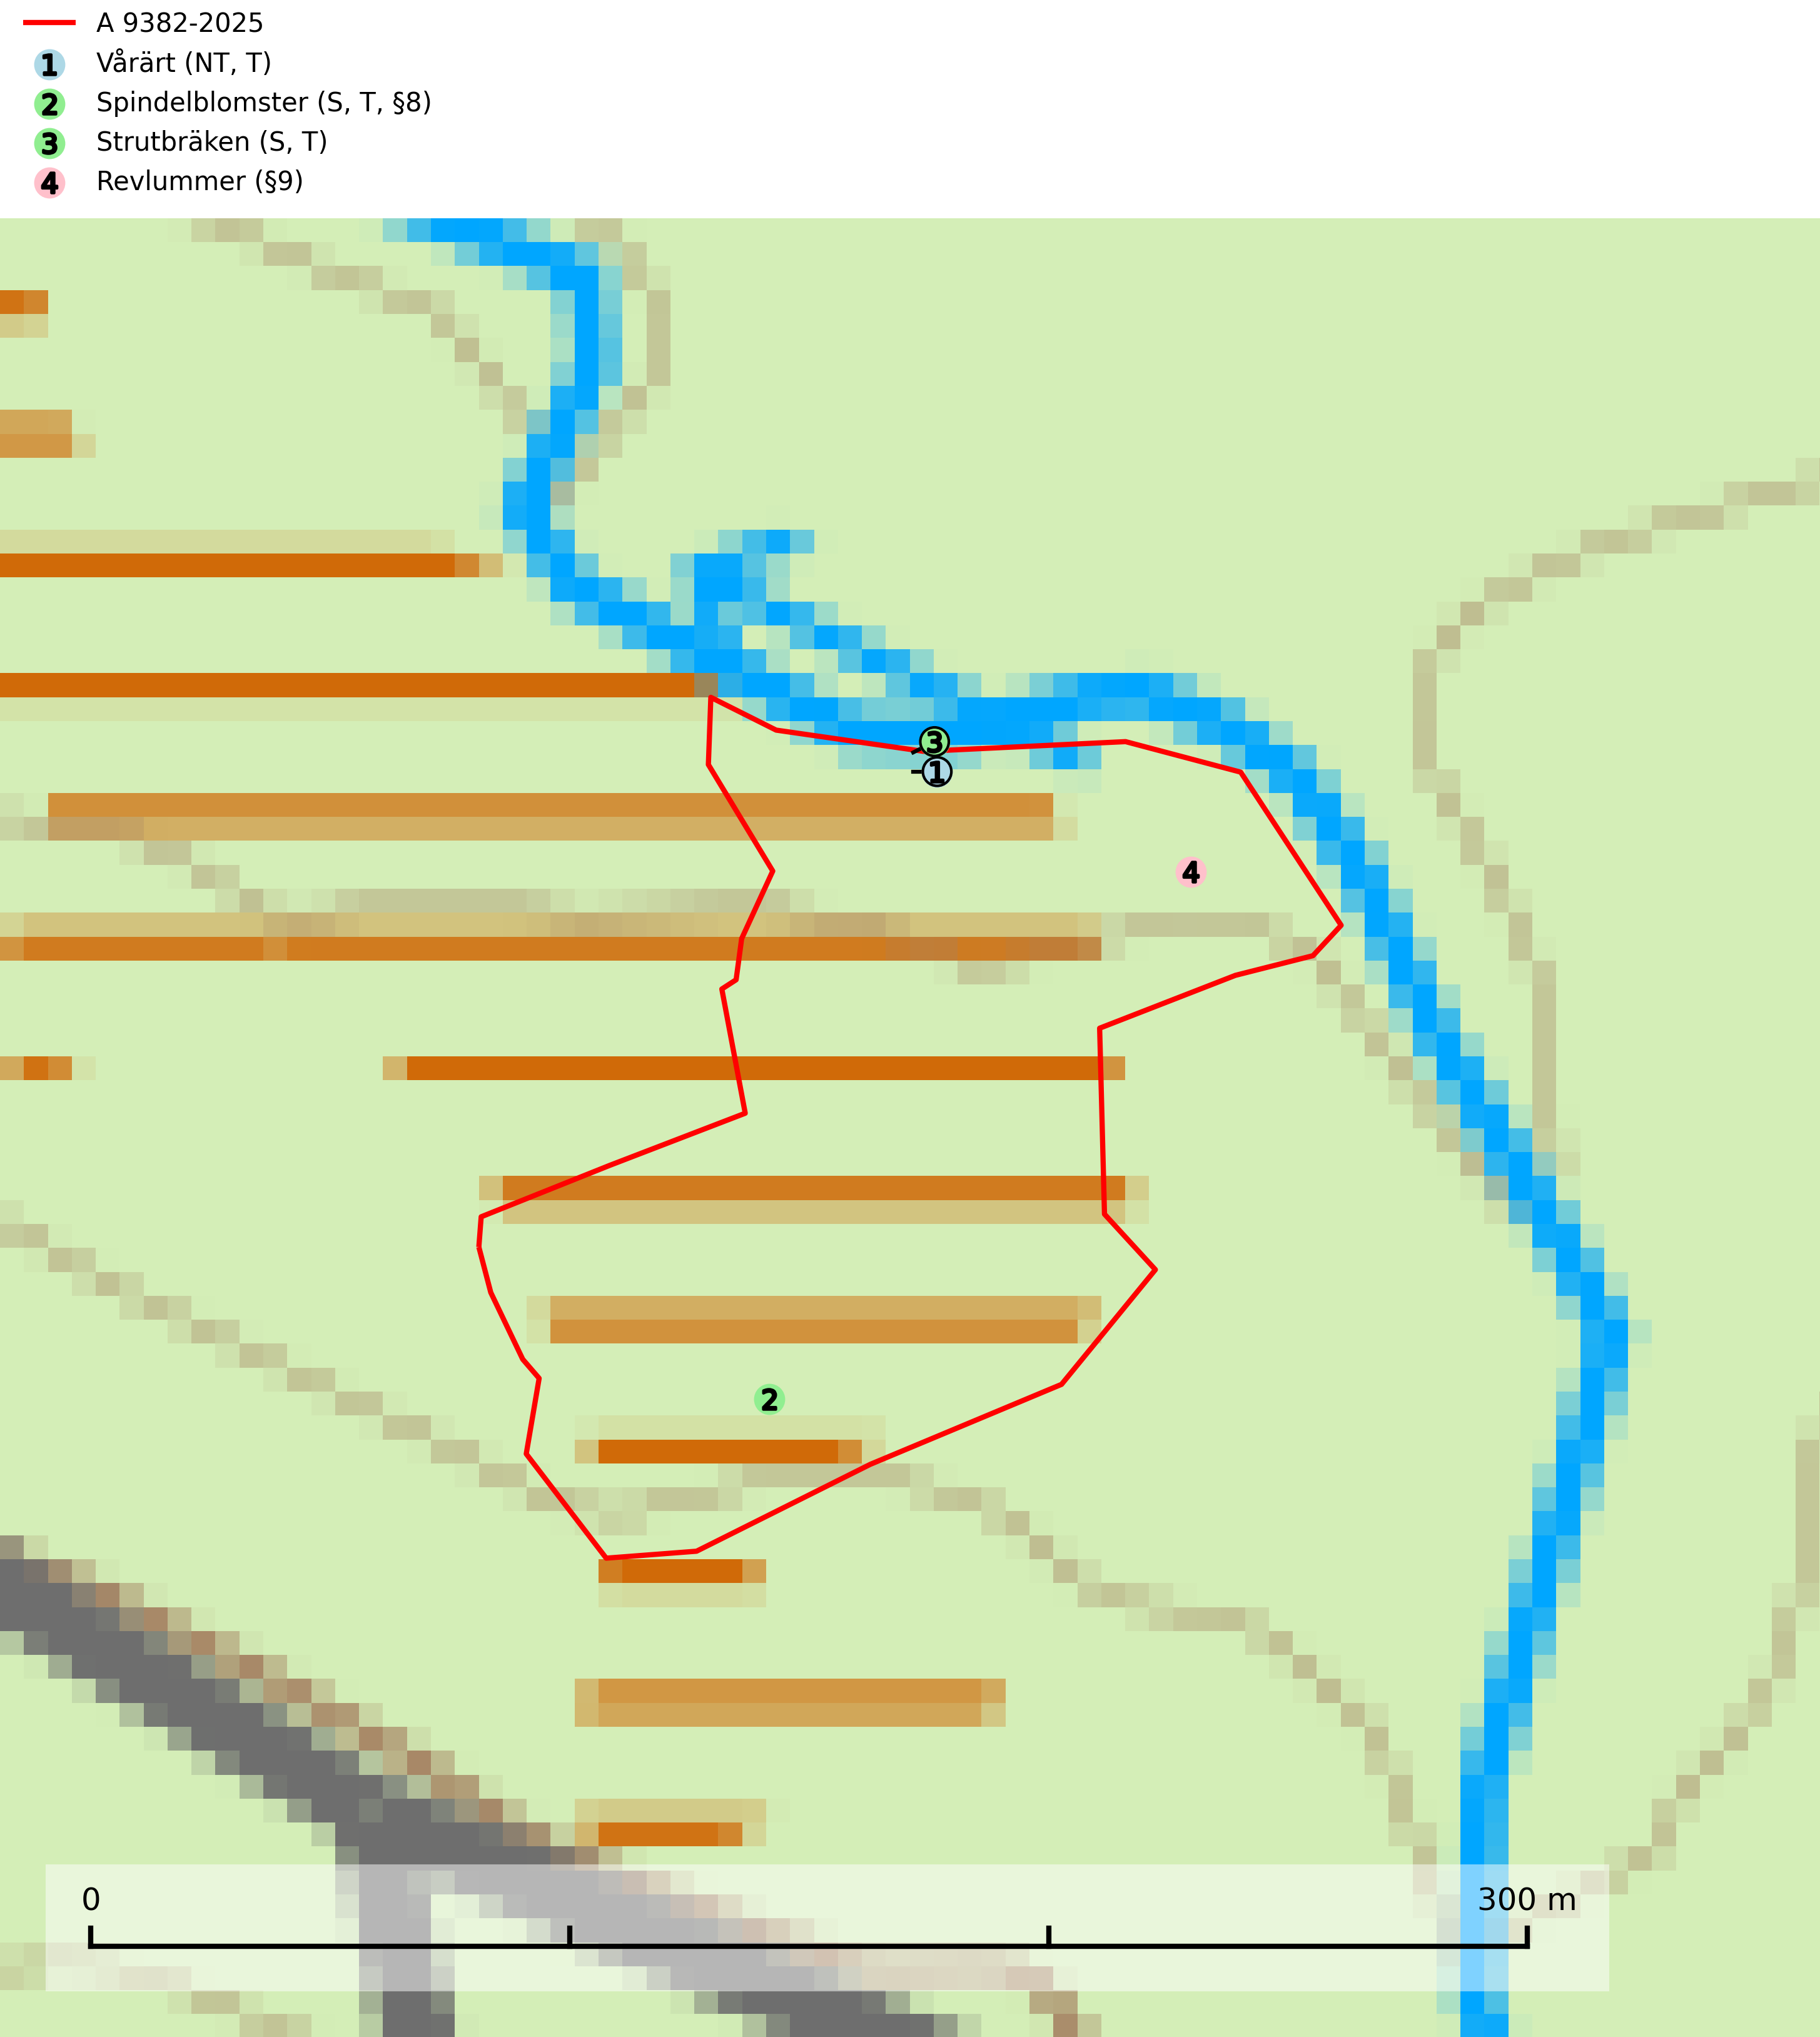 A 9382-2025
1 Vårärt (NT, T)
2 Spindelblomster (S, T, §8)
3 Strutbräken (S, T)
4 Revlummer (§9)
3
1
4
2
0 300 m